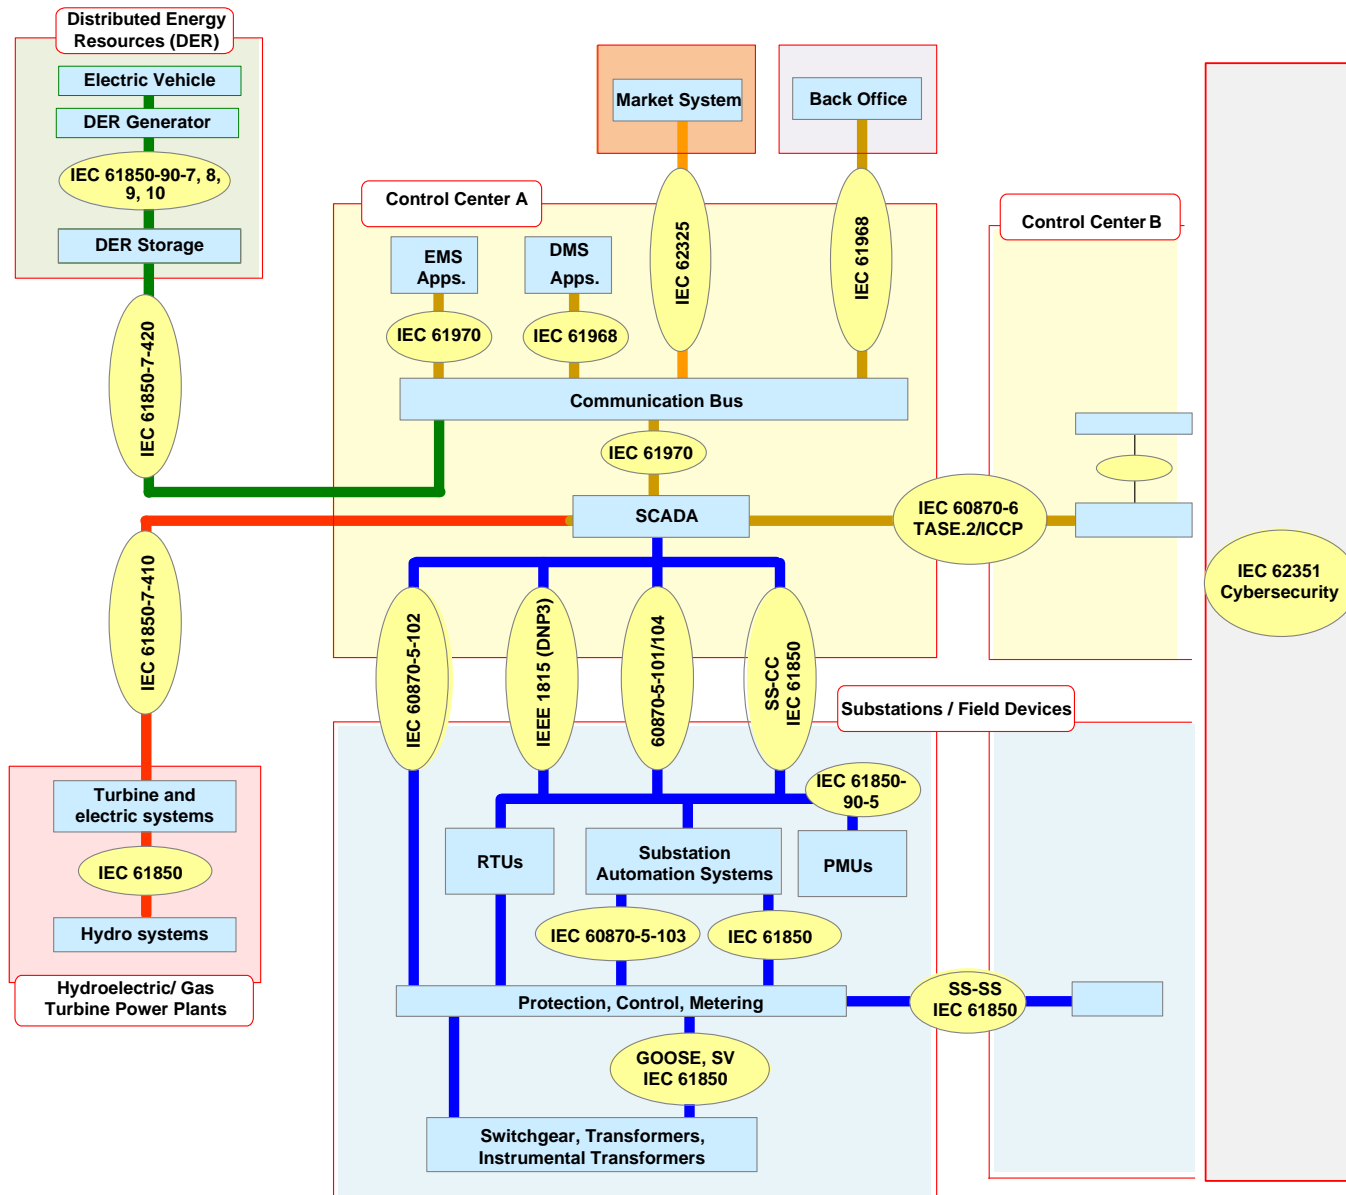 Distributed Energy
Resources (DER)
Electric Vehicle
DER Generator
IEC 61850-90-7, 8,
9, 10
DER Storage
IEC 61850-7-420
Market System
Back Office
IEC 62325
IEC 61968
Control Center A
EMS
Apps.
DMS
Apps.
IEC 61970
IEC 61968
Communication Bus
IEC 61970
SCADA
IEC 60870-6
TASE.2/ICCP
Control Center B
IEC 62351
Cybersecurity
IEC 61850-7-410
IEC 60870-5-102
IEEE 1815 (DNP3)
60870-5-101/104
SS-CC
IEC 61850
Substations / Field Devices
IEC 61850-
90-5
RTUs
Substation
Automation Systems
PMUs
IEC 60870-5-103
IEC 61850
Protection, Control, Metering
SS-SS
IEC 61850
GOOSE, SV
IEC 61850
Switchgear, Transformers,
Instrumental Transformers
Turbine and
electric systems
IEC 61850
Hydro systems
Hydroelectric/ Gas
Turbine Power Plants